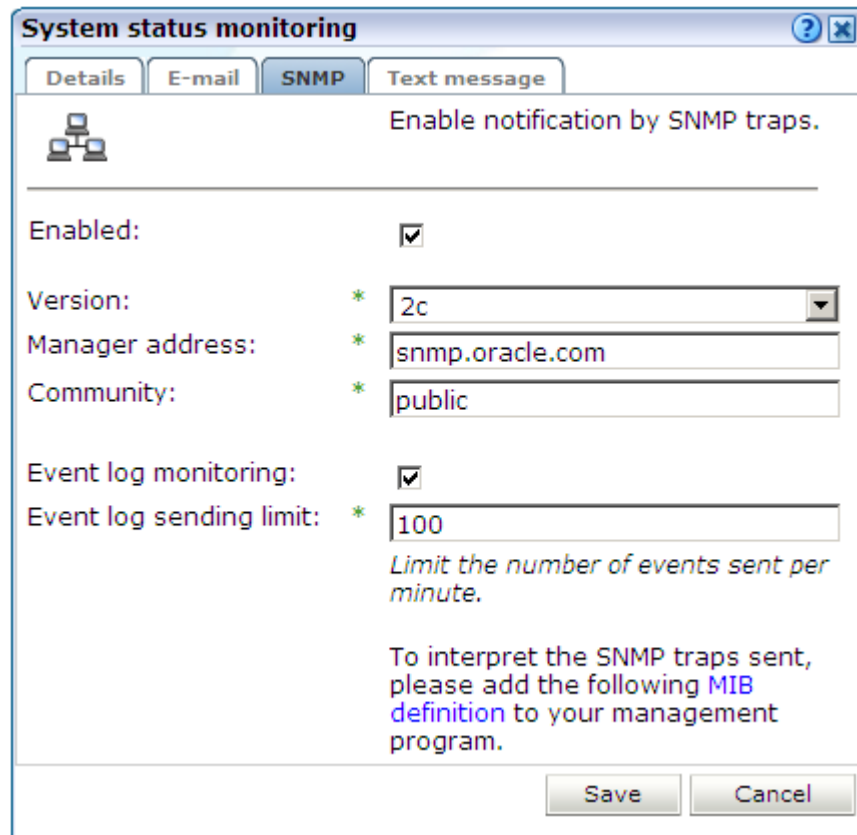 System status monitoring
Details E-mail SNMP Text message
Enable notification by SNMP traps.
Enabled:
Version: * 2c
Manager address: * snmp.oracle.com
Community: * public
Event log monitoring:
Event log sending limit: * 100
Limit the number of events sent per
minute.
To interpret the SNMP traps sent,
please add the following MIB
definition to your management
program.
Save Cancel